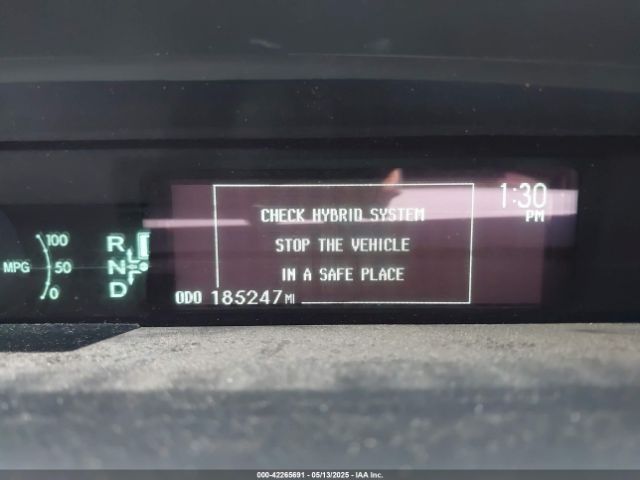 1:30
PM
CHECK HYBRID SYSTEM
STOP THE VEHICLE
IN A SAFE PLACE
ODO 185247 MI
MPG
100
50
0
R
N
D
000-42265691 - 05/13/2025 - IAA Inc.